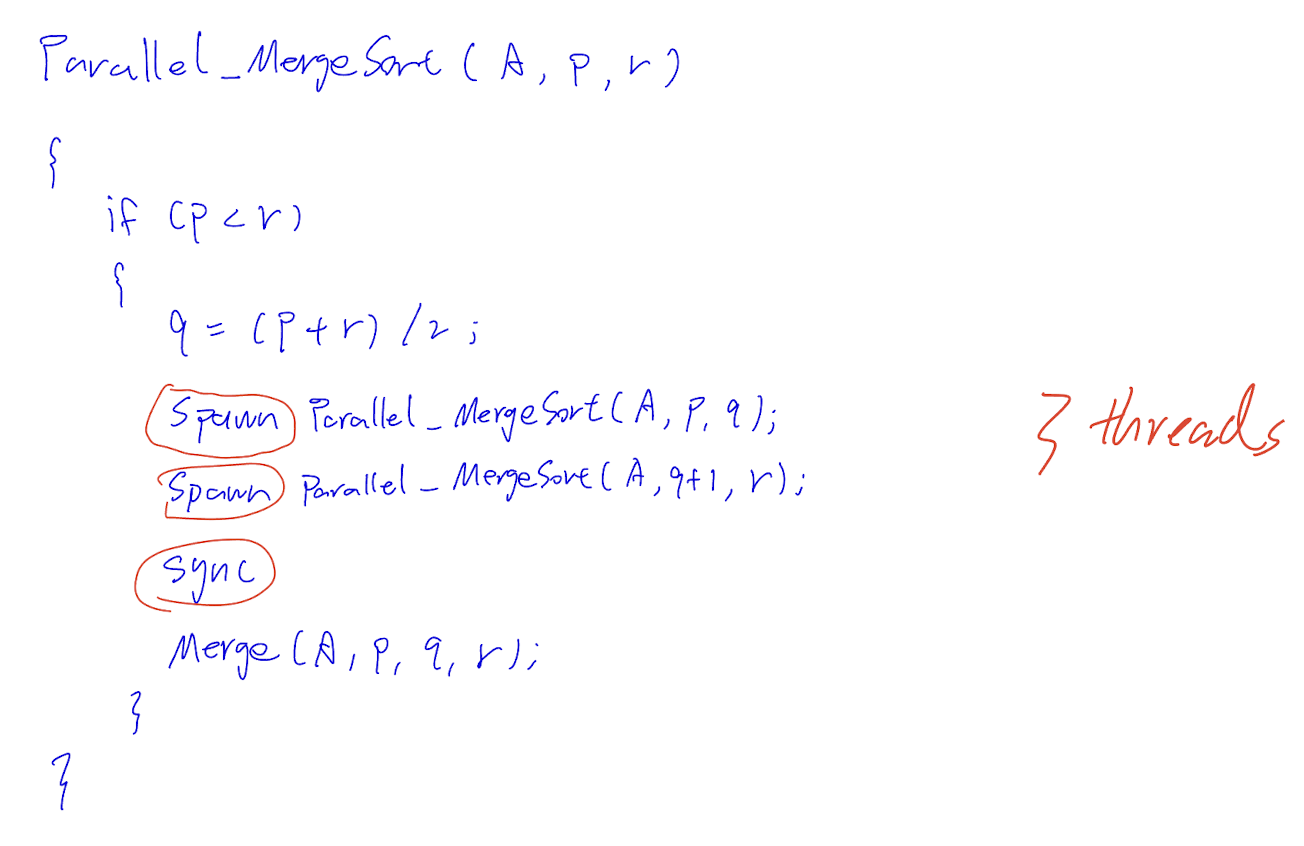 Parallel_MergeSort (A, p, r)
{
if (p < r)
{
q = (p+r) /2 ;
Spawn Parallel_MergeSort(A, p, q);
} threads
Spawn Parallel_MergeSort(A, q+1, r);
sync
Merge (A, p, q, r);
}
}